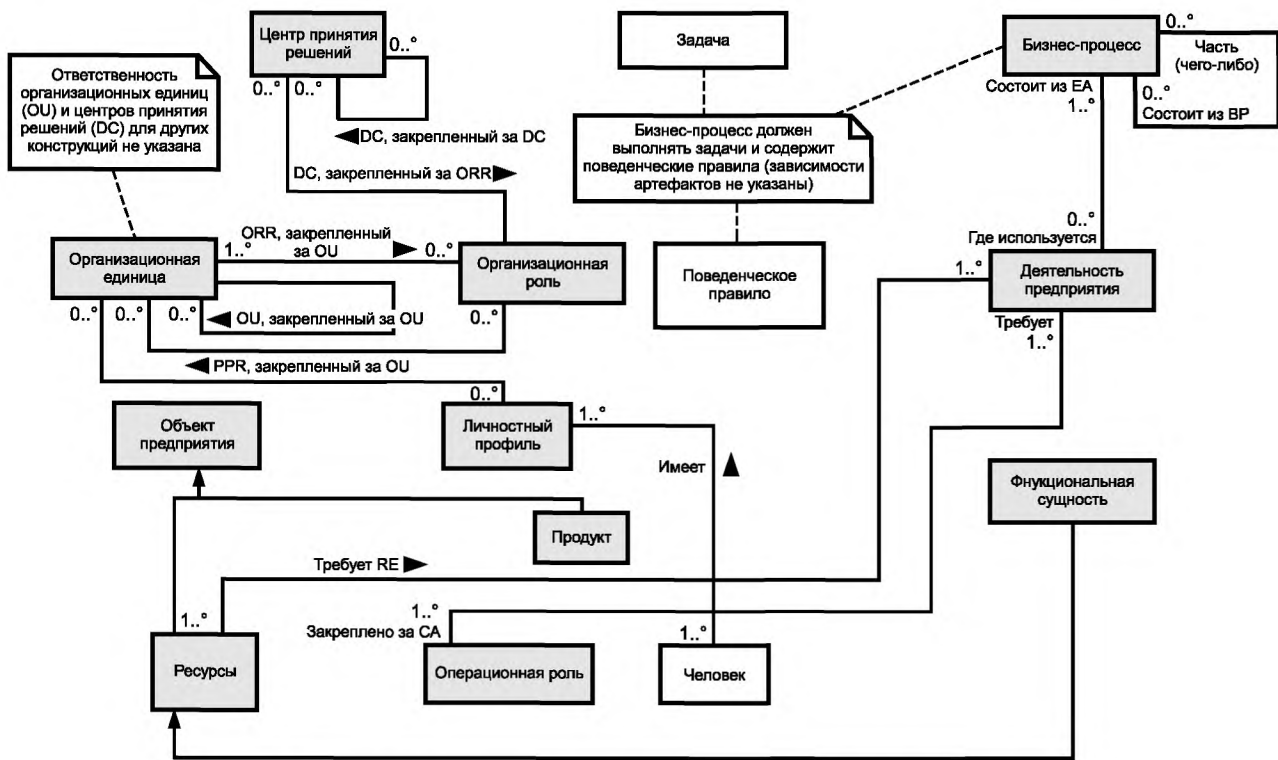 Центр принятия
решений
0..°
0..°
0..°
DC, закрепленный за DC
DC, закрепленный за ORR
Ответственность
организационных единиц
(OU) и центров принятия
решений (DC) для других
конструкций не указана
Задача
Бизнес-процесс должен
выполнять задачи и содержит
поведенческие правила (зависимости
артефактов не указаны)
Поведенческое
правило
0..°
Бизнес-процесс
Часть
(чего-либо)
Состоит из EA
1..°
0..°
Состоит из BP
0..°
Где используется
1..°
Деятельность
предприятия
Требует
1..°
Организационная
единица
1..°
ORR, закрепленный
за OU
0..°
Организационная
роль
0..°
0..°
0..°
OU, закрепленный за OU
0..°
PPR, закрепленный за OU
0..°
Личностный
профиль
1..°
Имеет
Объект
предприятия
Продукт
Фнукциональная
сущность
Требует RE
1..°
Ресурсы
1..°
Закреплено за CA
Операционная роль
1..°
Человек